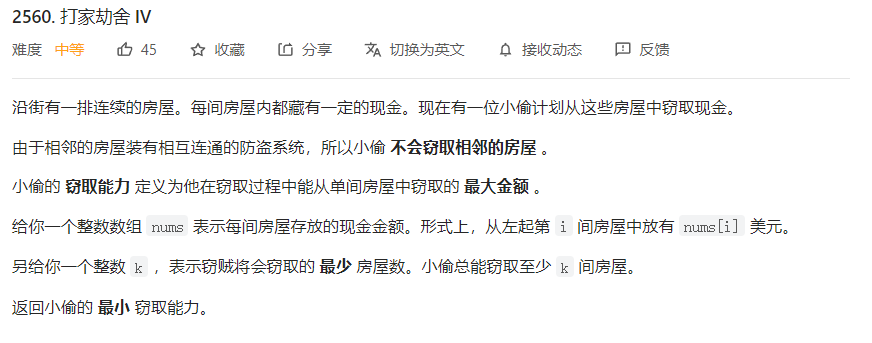 2560. 打家劫舍 IV
难度 中等 45 收藏 分享 切换为英文 接收动态 反馈
沿街有一排连续的房屋。每间房屋内都藏有一定的现金。现在有一位小偷计划从这些房屋中窃取现金。
由于相邻的房屋装有相互连通的防盗系统，所以小偷 不会窃取相邻的房屋 。
小偷的 窃取能力 定义为他在窃取过程中能从单间房屋中窃取的 最大金额 。
给你一个整数数组 nums 表示每间房屋存放的现金金额。形式上，从左起第 i 间房屋中放有 nums[i] 美元。
另给你一个整数 k ，表示窃贼将会窃取的 最少 房屋数。小偷总能窃取至少 k 间房屋。
返回小偷的 最小 窃取能力。